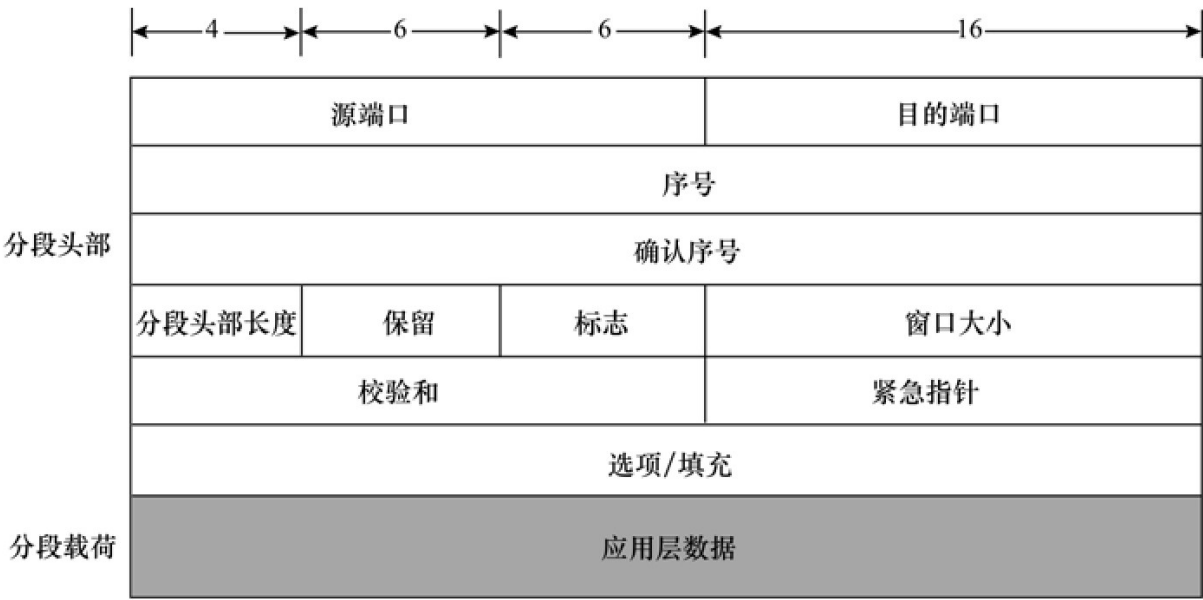 4 6 6 16
源端口 目的端口
序号
分段头部
确认序号
分段头部长度 保留 标志 窗口大小
校验和 紧急指针
选项/填充
分段载荷 应用层数据